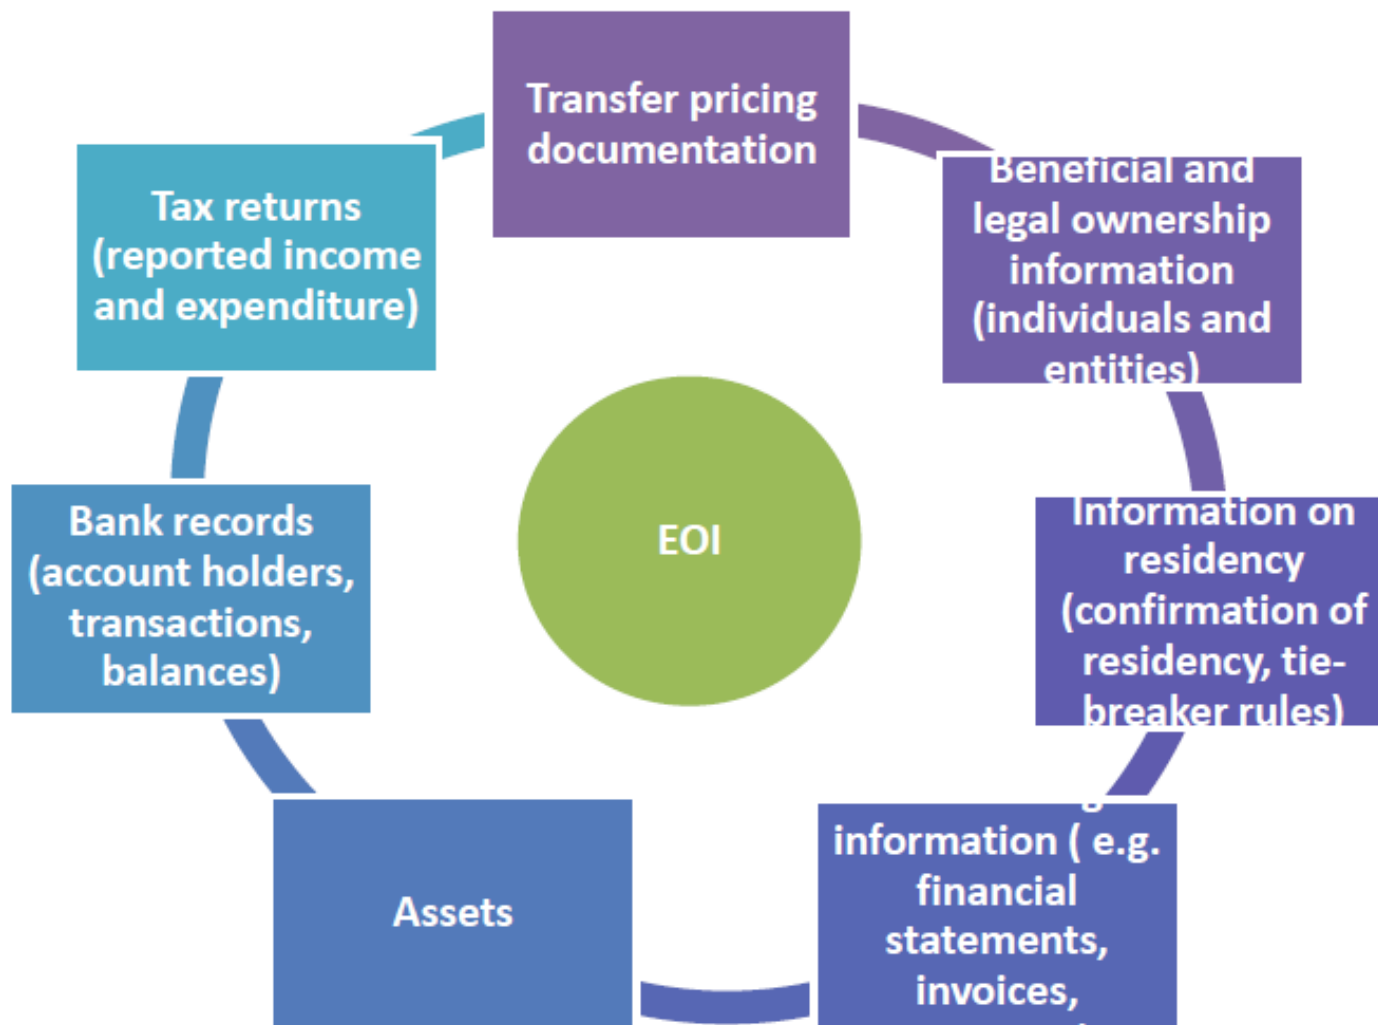 Transfer pricing
documentation
Beneficial and
legal ownership
information
(individuals and
entities)
Information on
residency
(confirmation of
residency, tie-
breaker rules)
information ( e.g.
financial
statements,
invoices,
Assets
Bank records
(account holders,
transactions,
balances)
Tax returns
(reported income
and expenditure)
EOI